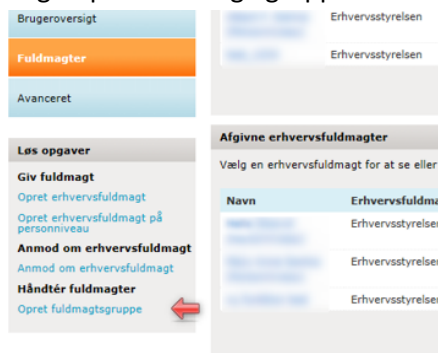 Brugeroversigt
Fuldmagter
Avanceret
Løs opgaver
Giv fuldmagt
Opret erhvervsfuldmagt
Opret erhvervsfuldmagt på
personniveau
Anmod om erhvervsfuldmagt
Anmod om erhvervsfuldmagt
Håndtér fuldmagter
Opret fuldmagtsgruppe
Erhvervsstyrelsen
Erhvervsstyrelsen
Afgivne erhvervsfuldmagter
Vælg en erhvervsfuldmagt for at se eller
Navn Erhvervsfuldma
Erhvervsstyrelsen
Erhvervsstyrelsen
Erhvervsstyrelsen